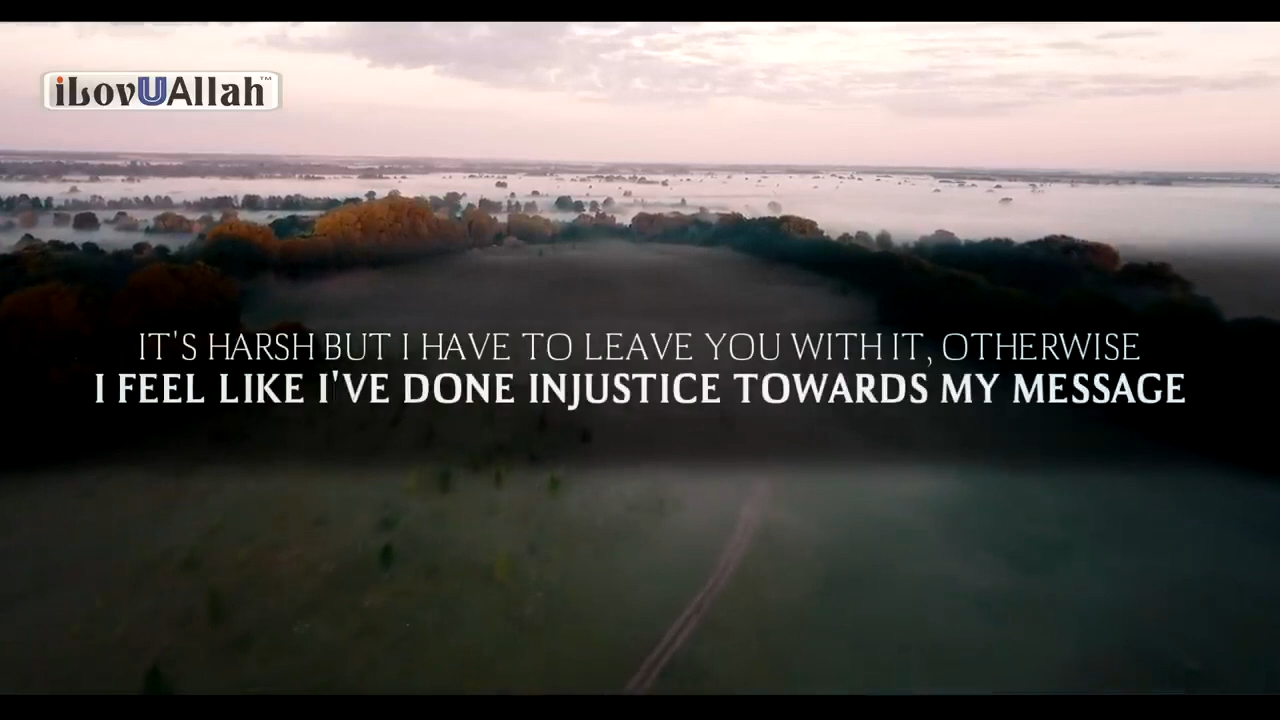 iLovUAllah™
IT'S HARSH BUT I HAVE TO LEAVE YOU WITH IT, OTHERWISE
I FEEL LIKE I'VE DONE INJUSTICE TOWARDS MY MESSAGE